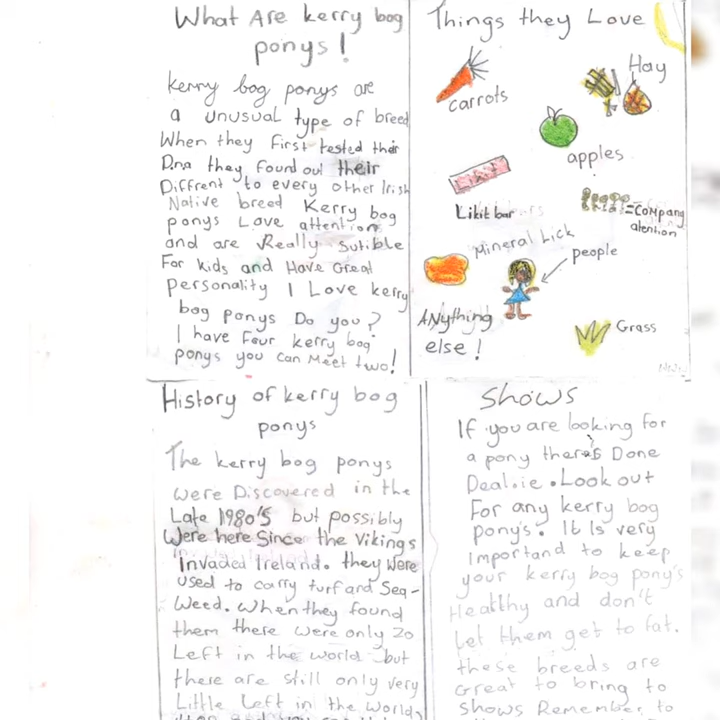 What Are kerry bog
ponys!
kerry bog ponys are
a unusual type of breed
When they first tested their
Dna they found out their
Diffrent to every other Irish
Native breed Kerry bog
ponys Love attention
and are Really sutible
For kids and Have Great
personality I Love kerry
bog ponys Do you?
I have Four kerry bog
ponys you can Meet two!
Things they Love
Hay
carrots
apples
Likit bar
=company
atention
Mineral Lick
people
ANything
else!
Grass
History of kerry bog
ponys
The kerry bog ponys
were Discovered in the
Late 1980'S but possibly
Were here Since the Vikings
Invaded Ireland. they were
used to carry turf and Sea-
Weed. When they found
them there were only 20
Left in the world but
there are still only very
Little Left in the World
Shows
If you are looking for
a pony theres Done
Deal.ie. Look out
For any kerry bog
pony's. It Is very
Importand to keep
your kerry bog pony's
Healthy and don't
Let them get to fat.
these breeds are
Great to bring to
shows Remember to